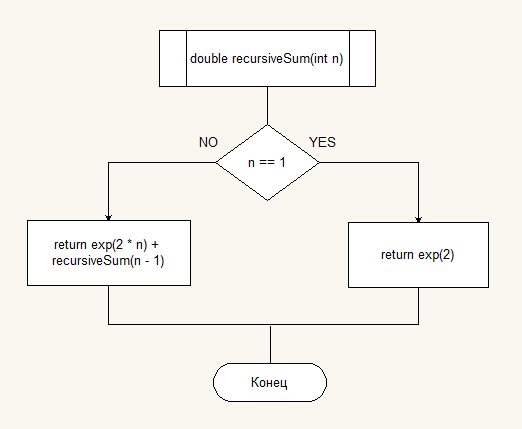 double recursiveSum(int n)
NO
YES
n == 1
return exp(2 * n) +
recursiveSum(n - 1)
return exp(2)
Конец